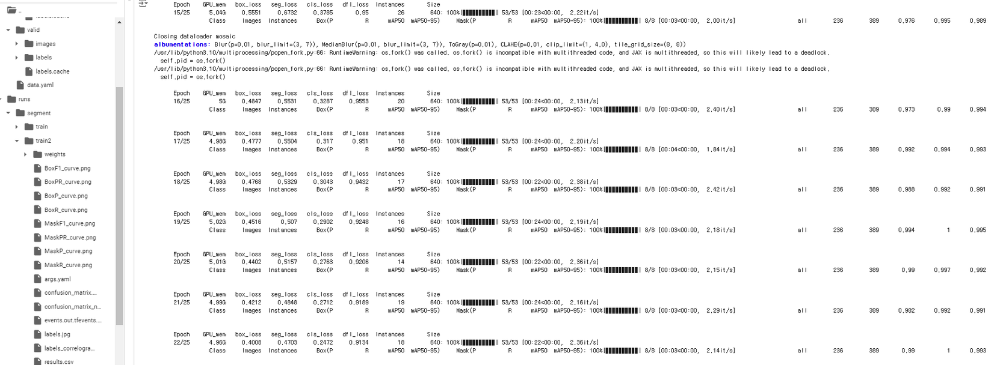 ..
labels.cache
valid
images
labels
labels.cache
data.yaml
runs
segment
train
train2
weights
BoxF1_curve.png
BoxPR_curve.png
BoxP_curve.png
BoxR_curve.png
MaskF1_curve.png
MaskPR_curve.png
MaskP_curve.png
MaskR_curve.png
args.yaml
confusion_matrix....
confusion_matrix_n...
events.out.tfevents....
labels.jpg
labels_correlogra...
results.csv
Epoch GPU_mem box_loss seg_loss cls_loss dfl_loss Instances Size
15/25 5.04G 0.5551 0.6732 0.3785 0.95 26 640: 100%|██████████| 53/53 [00:23<00:00, 2.22it/s]
Class Images Instances Box(P R mAP50 mAP50-95) Mask(P R mAP50 mAP50-95): 100%|██████████| 8/8 [00:03<00:00, 2.00it/s] all 236 389 0.976 0.995 0.989
Closing dataloader mosaic
albumentations: Blur(p=0.01, blur_limit=(3, 7)), MedianBlur(p=0.01, blur_limit=(3, 7)), ToGray(p=0.01), CLAHE(p=0.01, clip_limit=(1, 4.0), tile_grid_size=(8, 8))
/usr/lib/python3.10/multiprocessing/popen_fork.py:66: RuntimeWarning: os.fork() was called. os.fork() is incompatible with multithreaded code, and JAX is multithreaded, so this will likely lead to a deadlock.
self.pid = os.fork()
/usr/lib/python3.10/multiprocessing/popen_fork.py:66: RuntimeWarning: os.fork() was called. os.fork() is incompatible with multithreaded code, and JAX is multithreaded, so this will likely lead to a deadlock.
self.pid = os.fork()
Epoch GPU_mem box_loss seg_loss cls_loss dfl_loss Instances Size
16/25 5G 0.4847 0.5531 0.3287 0.9553 20 640: 100%|██████████| 53/53 [00:24<00:00, 2.13it/s]
Class Images Instances Box(P R mAP50 mAP50-95) Mask(P R mAP50 mAP50-95): 100%|██████████| 8/8 [00:03<00:00, 2.40it/s] all 236 389 0.973 0.99 0.994
Epoch GPU_mem box_loss seg_loss cls_loss dfl_loss Instances Size
17/25 4.98G 0.4777 0.5504 0.317 0.951 18 640: 100%|██████████| 53/53 [00:24<00:00, 2.20it/s]
Class Images Instances Box(P R mAP50 mAP50-95) Mask(P R mAP50 mAP50-95): 100%|██████████| 8/8 [00:04<00:00, 1.84it/s] all 236 389 0.992 0.994 0.993
Epoch GPU_mem box_loss seg_loss cls_loss dfl_loss Instances Size
18/25 4.98G 0.4768 0.5329 0.3043 0.9432 17 640: 100%|██████████| 53/53 [00:22<00:00, 2.38it/s]
Class Images Instances Box(P R mAP50 mAP50-95) Mask(P R mAP50 mAP50-95): 100%|██████████| 8/8 [00:03<00:00, 2.42it/s] all 236 389 0.988 0.992 0.991
Epoch GPU_mem box_loss seg_loss cls_loss dfl_loss Instances Size
19/25 5.02G 0.4516 0.507 0.2902 0.9248 16 640: 100%|██████████| 53/53 [00:24<00:00, 2.19it/s]
Class Images Instances Box(P R mAP50 mAP50-95) Mask(P R mAP50 mAP50-95): 100%|██████████| 8/8 [00:03<00:00, 2.18it/s] all 236 389 0.994 1 0.995
Epoch GPU_mem box_loss seg_loss cls_loss dfl_loss Instances Size
20/25 5.01G 0.4402 0.5157 0.2763 0.9206 14 640: 100%|██████████| 53/53 [00:22<00:00, 2.36it/s]
Class Images Instances Box(P R mAP50 mAP50-95) Mask(P R mAP50 mAP50-95): 100%|██████████| 8/8 [00:03<00:00, 2.15it/s] all 236 389 0.99 0.997 0.992
Epoch GPU_mem box_loss seg_loss cls_loss dfl_loss Instances Size
21/25 4.99G 0.4212 0.4848 0.2712 0.9189 19 640: 100%|██████████| 53/53 [00:24<00:00, 2.16it/s]
Class Images Instances Box(P R mAP50 mAP50-95) Mask(P R mAP50 mAP50-95): 100%|██████████| 8/8 [00:03<00:00, 2.29it/s] all 236 389 0.982 0.992 0.991
Epoch GPU_mem box_loss seg_loss cls_loss dfl_loss Instances Size
22/25 4.96G 0.4008 0.4703 0.2472 0.9134 18 640: 100%|██████████| 53/53 [00:22<00:00, 2.36it/s]
Class Images Instances Box(P R mAP50 mAP50-95) Mask(P R mAP50 mAP50-95): 100%|██████████| 8/8 [00:03<00:00, 2.14it/s] all 236 389 0.99 1 0.993